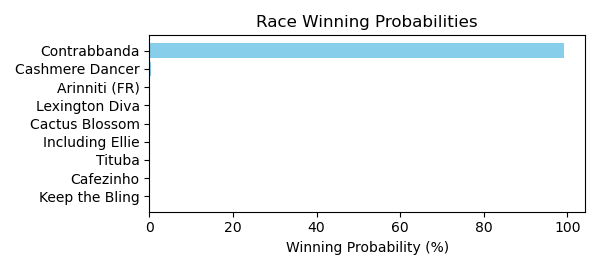 Race Winning Probabilities
Contrabbanda
Cashmere Dancer
Arinniti (FR)
Lexington Diva
Cactus Blossom
Including Ellie
Tituba
Cafezinho
Keep the Bling
0 20 40 60 80 100
Winning Probability (%)